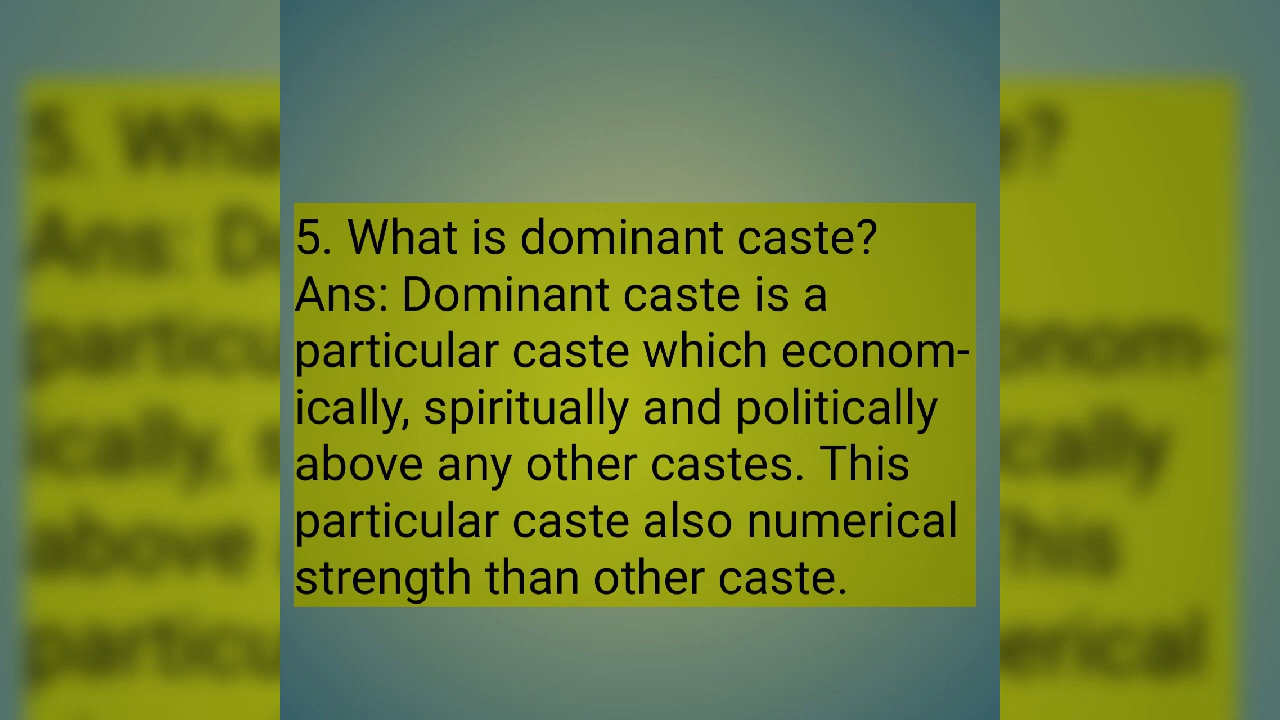 5. What is dominant caste?
Ans: Dominant caste is a
particular caste which econom-
ically, spiritually and politically
above any other castes. This
particular caste also numerical
strength than other caste.